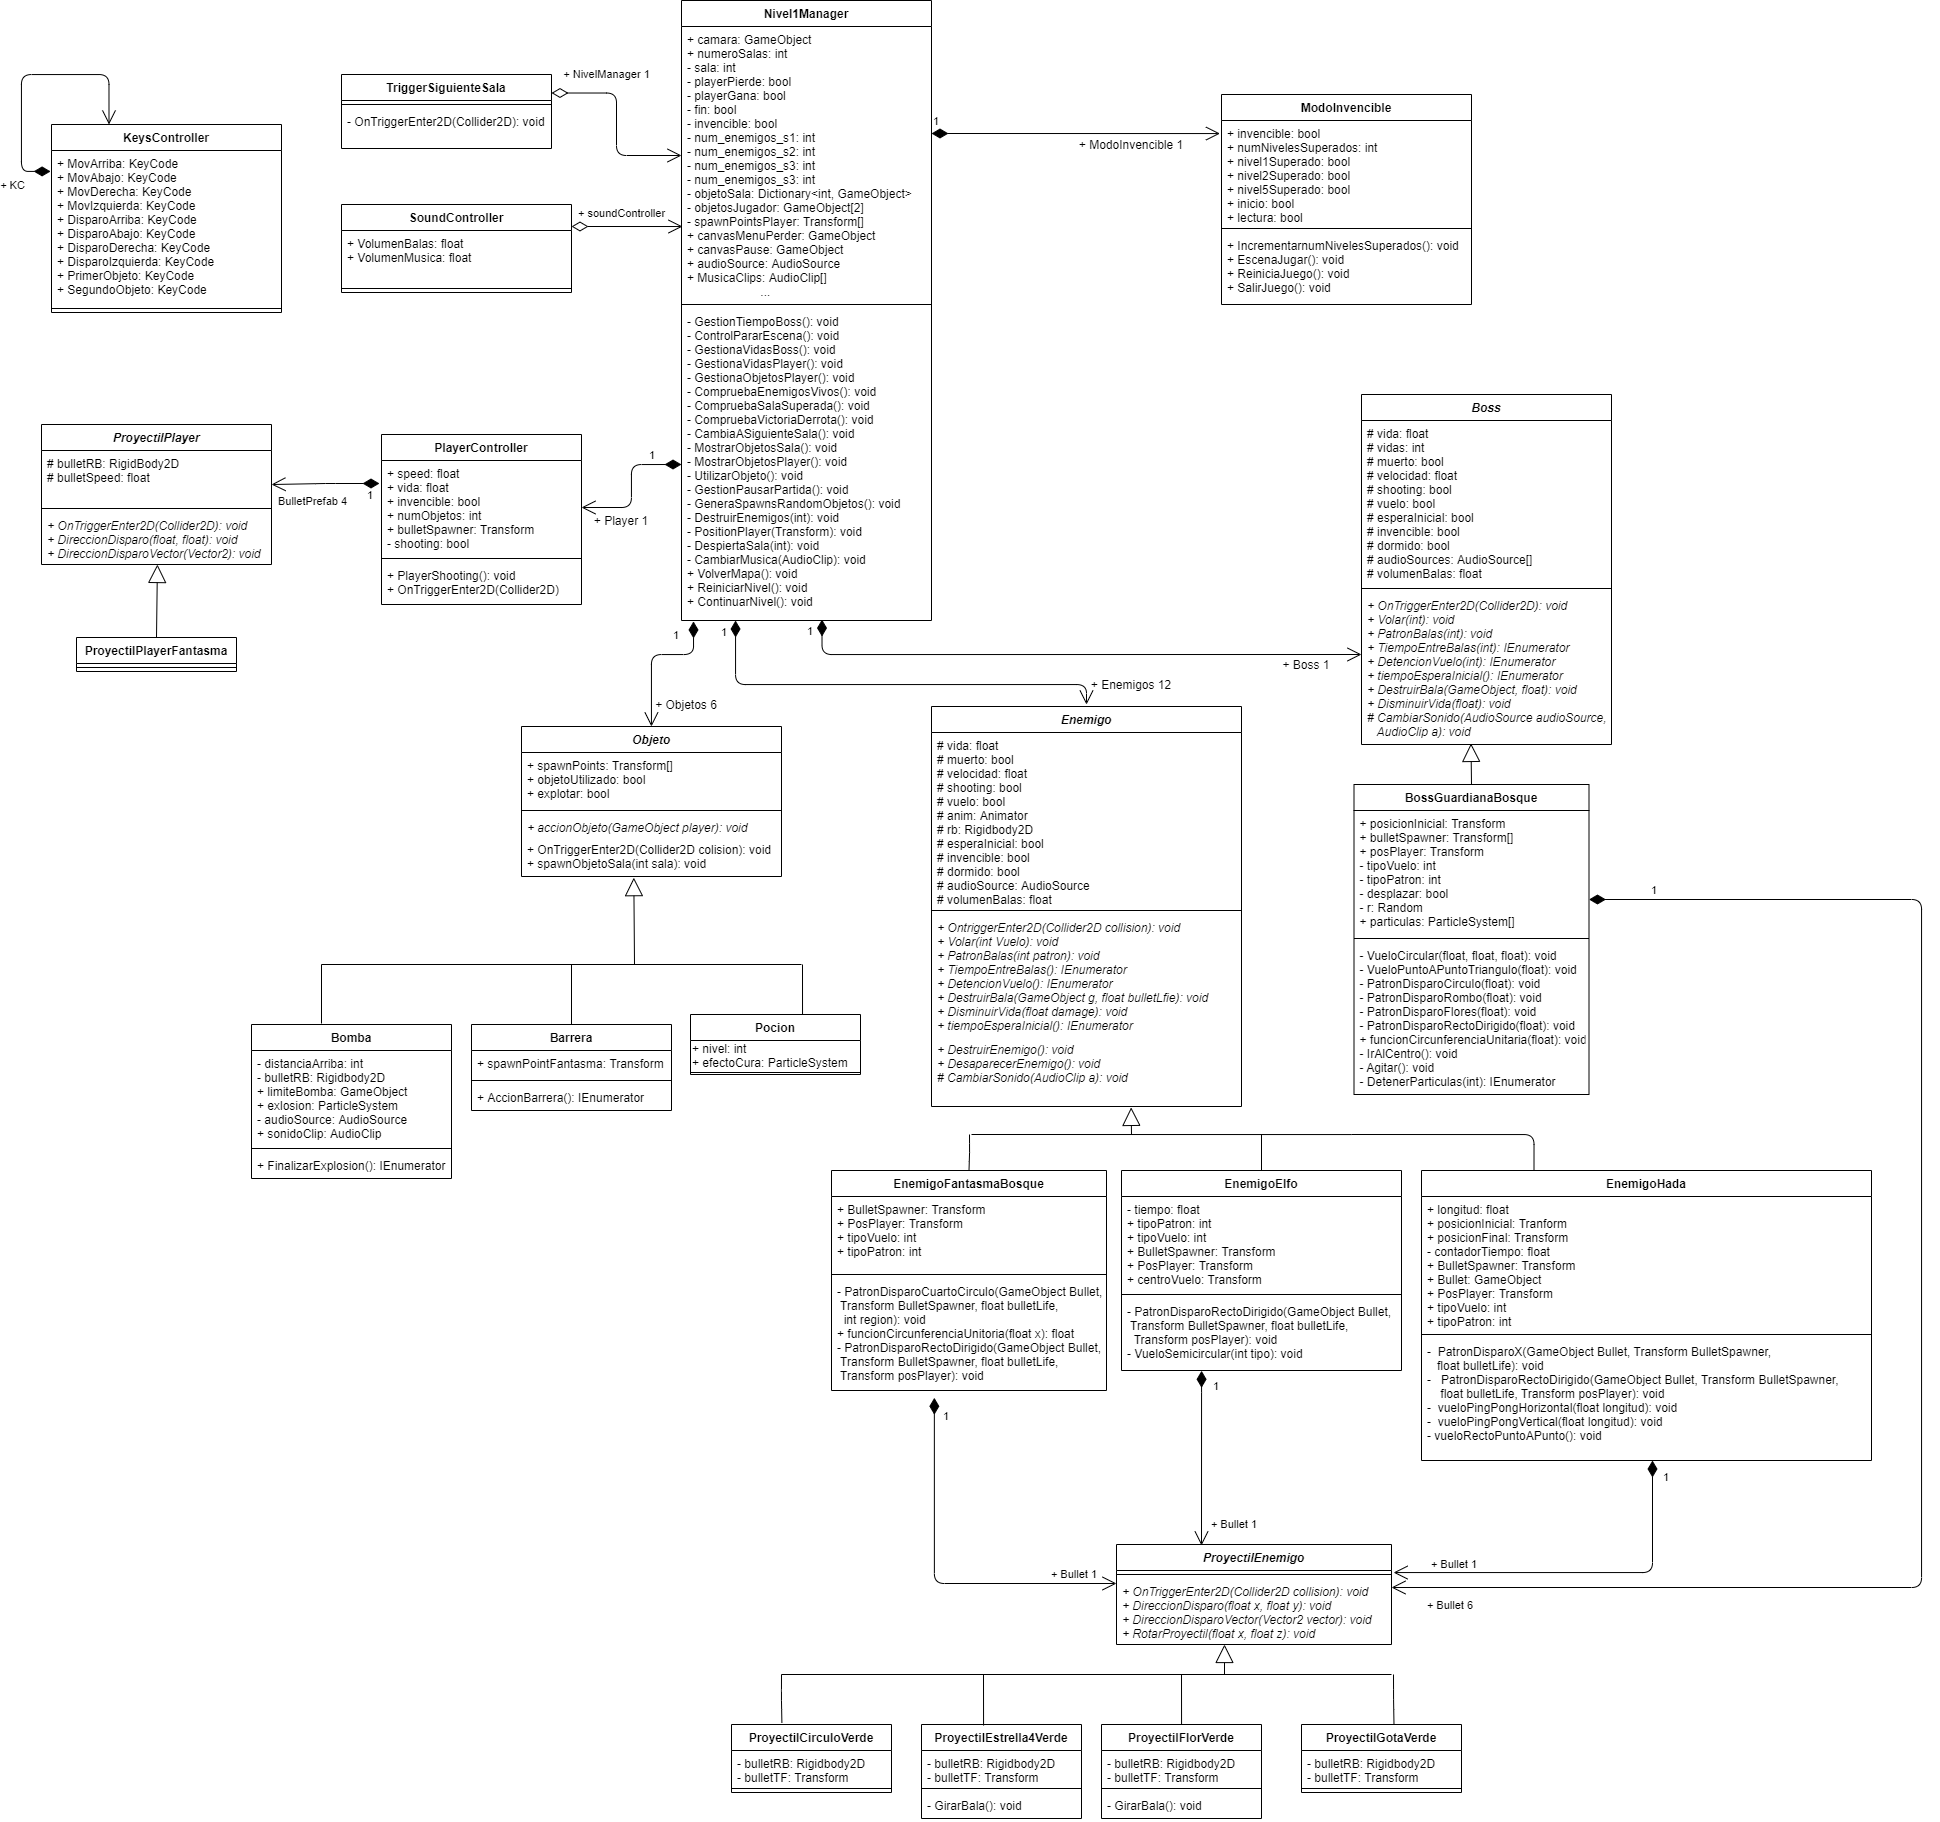 Nivel1Manager
+ camara: GameObject
+ numeroSalas: int
- sala: int
- playerPierde: bool
- playerGana: bool
- fin: bool
- invencible: bool
- num_enemigos_s1: int
- num_enemigos_s2: int
- num_enemigos_s3: int
- num_enemigos_s3: int
- objetoSala: Dictionary<int, GameObject>
- objetosJugador: GameObject[2]
- spawnPointsPlayer: Transform[]
+ canvasMenuPerder: GameObject
+ canvasPause: GameObject
+ audioSource: AudioSource
+ MusicaClips: AudioClip[]
...
- GestionTiempoBoss(): void
- ControlPararEscena(): void
- GestionaVidasBoss(): void
- GestionaVidasPlayer(): void
- GestionaObjetosPlayer(): void
- CompruebaEnemigosVivos(): void
- CompruebaSalaSuperada(): void
- CompruebaVictoriaDerrota(): void
- CambiaASiguienteSala(): void
- MostrarObjetosSala(): void
- MostrarObjetosPlayer(): void
- UtilizarObjeto(): void
- GestionPausarPartida(): void
- GeneraSpawnsRandomObjetos(): void
- DestruirEnemigos(int): void
- PositionPlayer(Transform): void
- DespiertaSala(int): void
- CambiarMusica(AudioClip): void
+ VolverMapa(): void
+ ReiniciarNivel(): void
+ ContinuarNivel(): void
TriggerSiguienteSala
- OnTriggerEnter2D(Collider2D): void
+ NivelManager 1
SoundController
+ VolumenBalas: float
+ VolumenMusica: float
+ soundController
KeysController
+ MovArriba: KeyCode
+ MovAbajo: KeyCode
+ MovDerecha: KeyCode
+ MovIzquierda: KeyCode
+ DisparoArriba: KeyCode
+ DisparoAbajo: KeyCode
+ DisparoDerecha: KeyCode
+ DisparoIzquierda: KeyCode
+ PrimerObjeto: KeyCode
+ SegundoObjeto: KeyCode
+ KC
1
+ ModoInvencible 1
ModoInvencible
+ invencible: bool
+ numNivelesSuperados: int
+ nivel1Superado: bool
+ nivel2Superado: bool
+ nivel5Superado: bool
+ inicio: bool
+ lectura: bool
+ IncrementarnumNivelesSuperados(): void
+ EscenaJugar(): void
+ ReiniciaJuego(): void
+ SalirJuego(): void
ProyectilPlayer
# bulletRB: RigidBody2D
# bulletSpeed: float
+ OnTriggerEnter2D(Collider2D): void
+ DireccionDisparo(float, float): void
+ DireccionDisparoVector(Vector2): void
ProyectilPlayerFantasma
BulletPrefab 4
1
PlayerController
+ speed: float
+ vida: float
+ invencible: bool
+ numObjetos: int
+ bulletSpawner: Transform
- shooting: bool
+ PlayerShooting(): void
+ OnTriggerEnter2D(Collider2D)
1
+ Player 1
1
1
1
+ Objetos 6
+ Enemigos 12
+ Boss 1
Boss
# vida: float
# vidas: int
# muerto: bool
# velocidad: float
# shooting: bool
# vuelo: bool
# esperaInicial: bool
# invencible: bool
# dormido: bool
# audioSources: AudioSource[]
# volumenBalas: float
+ OnTriggerEnter2D(Collider2D): void
+ Volar(int): void
+ PatronBalas(int): void
+ TiempoEntreBalas(int): IEnumerator
+ DetencionVuelo(int): IEnumerator
+ tiempoEsperaInicial(): IEnumerator
+ DestruirBala(GameObject, float): void
+ DisminuirVida(float): void
# CambiarSonido(AudioSource audioSource,
AudioClip a): void
Objeto
+ spawnPoints: Transform[]
+ objetoUtilizado: bool
+ explotar: bool
+ accionObjeto(GameObject player): void
+ OnTriggerEnter2D(Collider2D colision): void
+ spawnObjetoSala(int sala): void
Enemigo
# vida: float
# muerto: bool
# velocidad: float
# shooting: bool
# vuelo: bool
# anim: Animator
# rb: Rigidbody2D
# esperaInicial: bool
# invencible: bool
# dormido: bool
# audioSource: AudioSource
# volumenBalas: float
+ OntriggerEnter2D(Collider2D collision): void
+ Volar(int Vuelo): void
+ PatronBalas(int patron): void
+ TiempoEntreBalas(): IEnumerator
+ DetencionVuelo(): IEnumerator
+ DestruirBala(GameObject g, float bulletLfie): void
+ DisminuirVida(float damage): void
+ tiempoEsperaInicial(): IEnumerator
+ DestruirEnemigo(): void
+ DesaparecerEnemigo(): void
# CambiarSonido(AudioClip a): void
BossGuardianaBosque
+ posicionInicial: Transform
+ bulletSpawner: Transform[]
+ posPlayer: Transform
- tipoVuelo: int
- tipoPatron: int
- desplazar: bool
- r: Random
+ particulas: ParticleSystem[]
- VueloCircular(float, float, float): void
- VueloPuntoAPuntoTriangulo(float): void
- PatronDisparoCirculo(float): void
- PatronDisparoRombo(float): void
- PatronDisparoFlores(float): void
- PatronDisparoRectoDirigido(float): void
+ funcionCircunferenciaUnitaria(float): void
- IrAlCentro(): void
- Agitar(): void
- DetenerParticulas(int): IEnumerator
1
Bomba
- distanciaArriba: int
- bulletRB: Rigidbody2D
+ limiteBomba: GameObject
+ exlosion: ParticleSystem
- audioSource: AudioSource
+ sonidoClip: AudioClip
+ FinalizarExplosion(): IEnumerator
Barrera
+ spawnPointFantasma: Transform
+ AccionBarrera(): IEnumerator
Pocion
+ nivel: int
+ efectoCura: ParticleSystem
EnemigoFantasmaBosque
+ BulletSpawner: Transform
+ PosPlayer: Transform
+ tipoVuelo: int
+ tipoPatron: int
- PatronDisparoCuartoCirculo(GameObject Bullet,
Transform BulletSpawner, float bulletLife,
int region): void
+ funcionCircunferenciaUnitoria(float x): float
- PatronDisparoRectoDirigido(GameObject Bullet,
Transform BulletSpawner, float bulletLife,
Transform posPlayer): void
EnemigoElfo
- tiempo: float
+ tipoPatron: int
+ tipoVuelo: int
+ BulletSpawner: Transform
+ PosPlayer: Transform
+ centroVuelo: Transform
- PatronDisparoRectoDirigido(GameObject Bullet,
Transform BulletSpawner, float bulletLife,
Transform posPlayer): void
- VueloSemicircular(int tipo): void
EnemigoHada
+ longitud: float
+ posicionInicial: Tranform
+ posicionFinal: Transform
- contadorTiempo: float
+ BulletSpawner: Transform
+ Bullet: GameObject
+ PosPlayer: Transform
+ tipoVuelo: int
+ tipoPatron: int
- PatronDisparoX(GameObject Bullet, Transform BulletSpawner,
float bulletLife): void
- PatronDisparoRectoDirigido(GameObject Bullet, Transform BulletSpawner,
float bulletLife, Transform posPlayer): void
- vueloPingPongHorizontal(float longitud): void
- vueloPingPongVertical(float longitud): void
- vueloRectoPuntoAPunto(): void
1
1
1
+ Bullet 1
+ Bullet 1
+ Bullet 1
+ Bullet 6
ProyectilEnemigo
+ OnTriggerEnter2D(Collider2D collision): void
+ DireccionDisparo(float x, float y): void
+ DireccionDisparoVector(Vector2 vector): void
+ RotarProyectil(float x, float z): void
ProyectilCirculoVerde
- bulletRB: Rigidbody2D
- bulletTF: Transform
ProyectilEstrella4Verde
- bulletRB: Rigidbody2D
- bulletTF: Transform
- GirarBala(): void
ProyectilFlorVerde
- bulletRB: Rigidbody2D
- bulletTF: Transform
- GirarBala(): void
ProyectilGotaVerde
- bulletRB: Rigidbody2D
- bulletTF: Transform